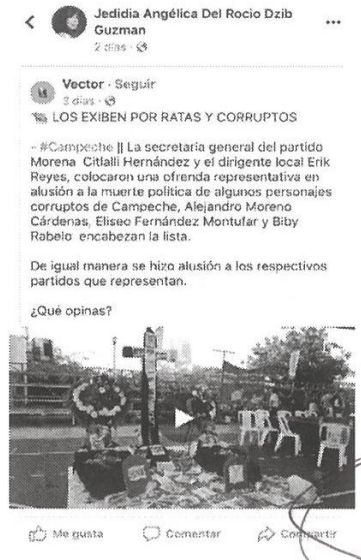 Jedidia Angélica Del Rocio Dzib
Guzman
2 días ·
Vector · Seguir
3 días ·
LOS EXIBEN POR RATAS Y CORRUPTOS
- #Campeche || La secretaria general del partido
Morena Citlalli Hernández y el dirigente local Erik
Reyes, colocaron una ofrenda representativa en
alusión a la muerte política de algunos personajes
corruptos de Campeche, Alejandro Moreno
Cárdenas, Eliseo Fernández Montufar y Biby
Rabelo encabezan la lista.
De igual manera se hizo alusión a los respectivos
partidos que representan.
¿Qué opinas?
Me gusta
Comentar
Compartir